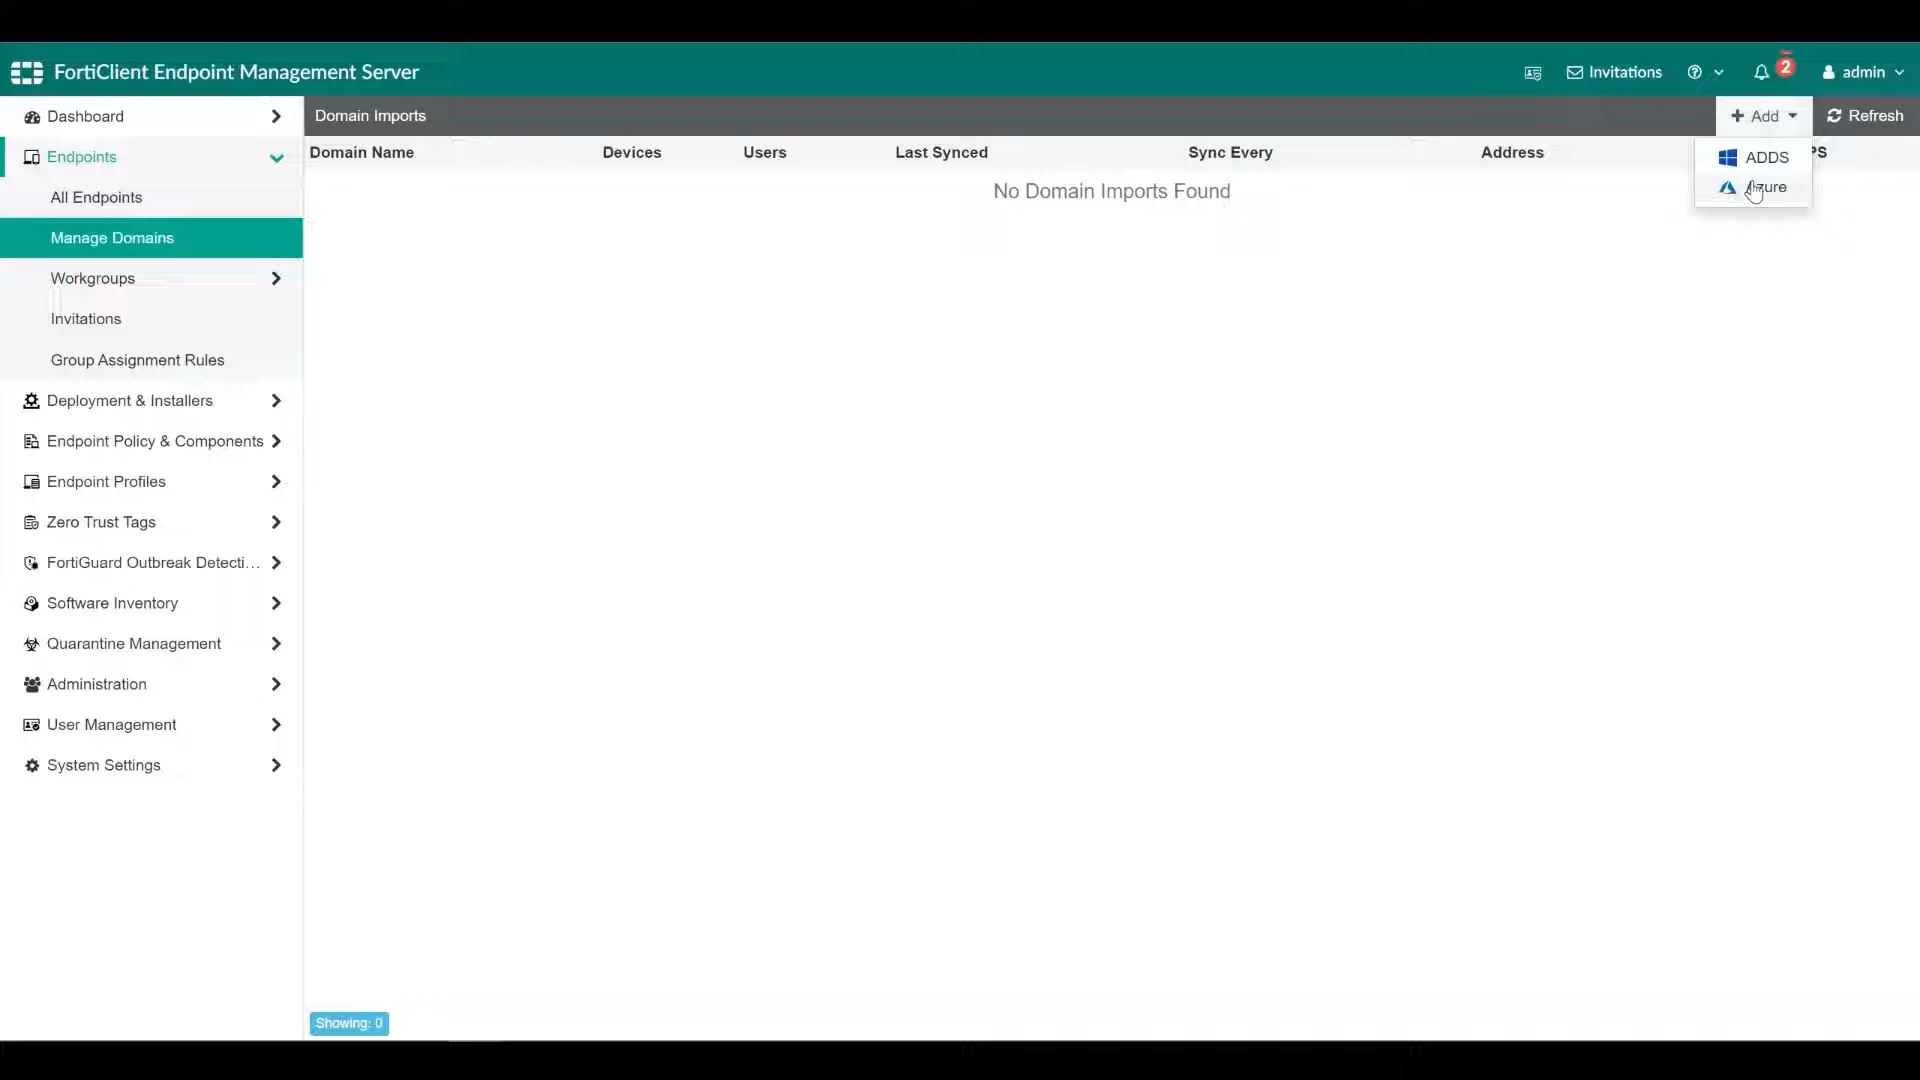 FortiClient Endpoint Management Server
Invitations
2
admin
Dashboard
Domain Imports
Add
Refresh
Endpoints
Domain Name Devices Users Last Synced Sync Every Address
ADDS
No Domain Imports Found
All Endpoints
Manage Domains
Workgroups
Invitations
Group Assignment Rules
Deployment & Installers
Endpoint Policy & Components
Endpoint Profiles
Zero Trust Tags
FortiGuard Outbreak Detecti...
Software Inventory
Quarantine Management
Administration
User Management
System Settings
Showing: 0